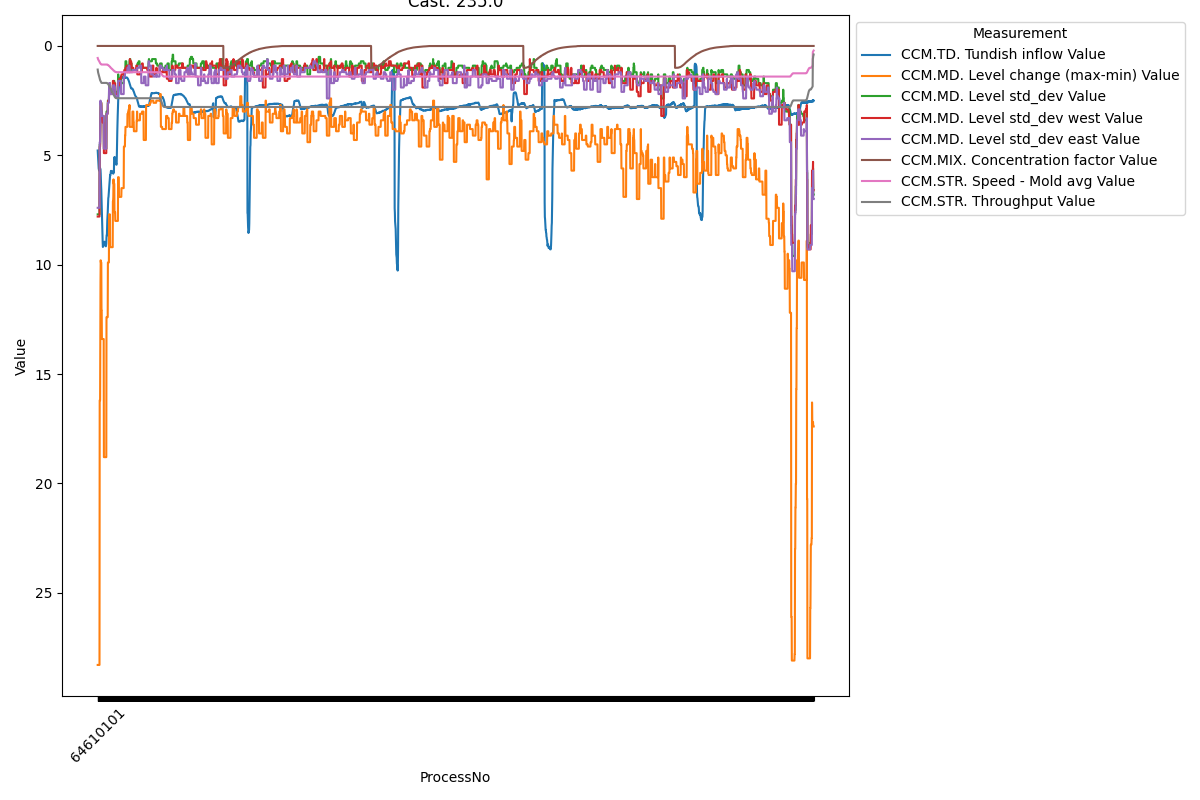 Cast: 235.0
Measurement
CCM.TD. Tundish inflow Value
CCM.MD. Level change (max-min) Value
CCM.MD. Level std_dev Value
CCM.MD. Level std_dev west Value
CCM.MD. Level std_dev east Value
CCM.MIX. Concentration factor Value
CCM.STR. Speed - Mold avg Value
CCM.STR. Throughput Value
0
5
10
15
20
25
Value
64610101
ProcessNo